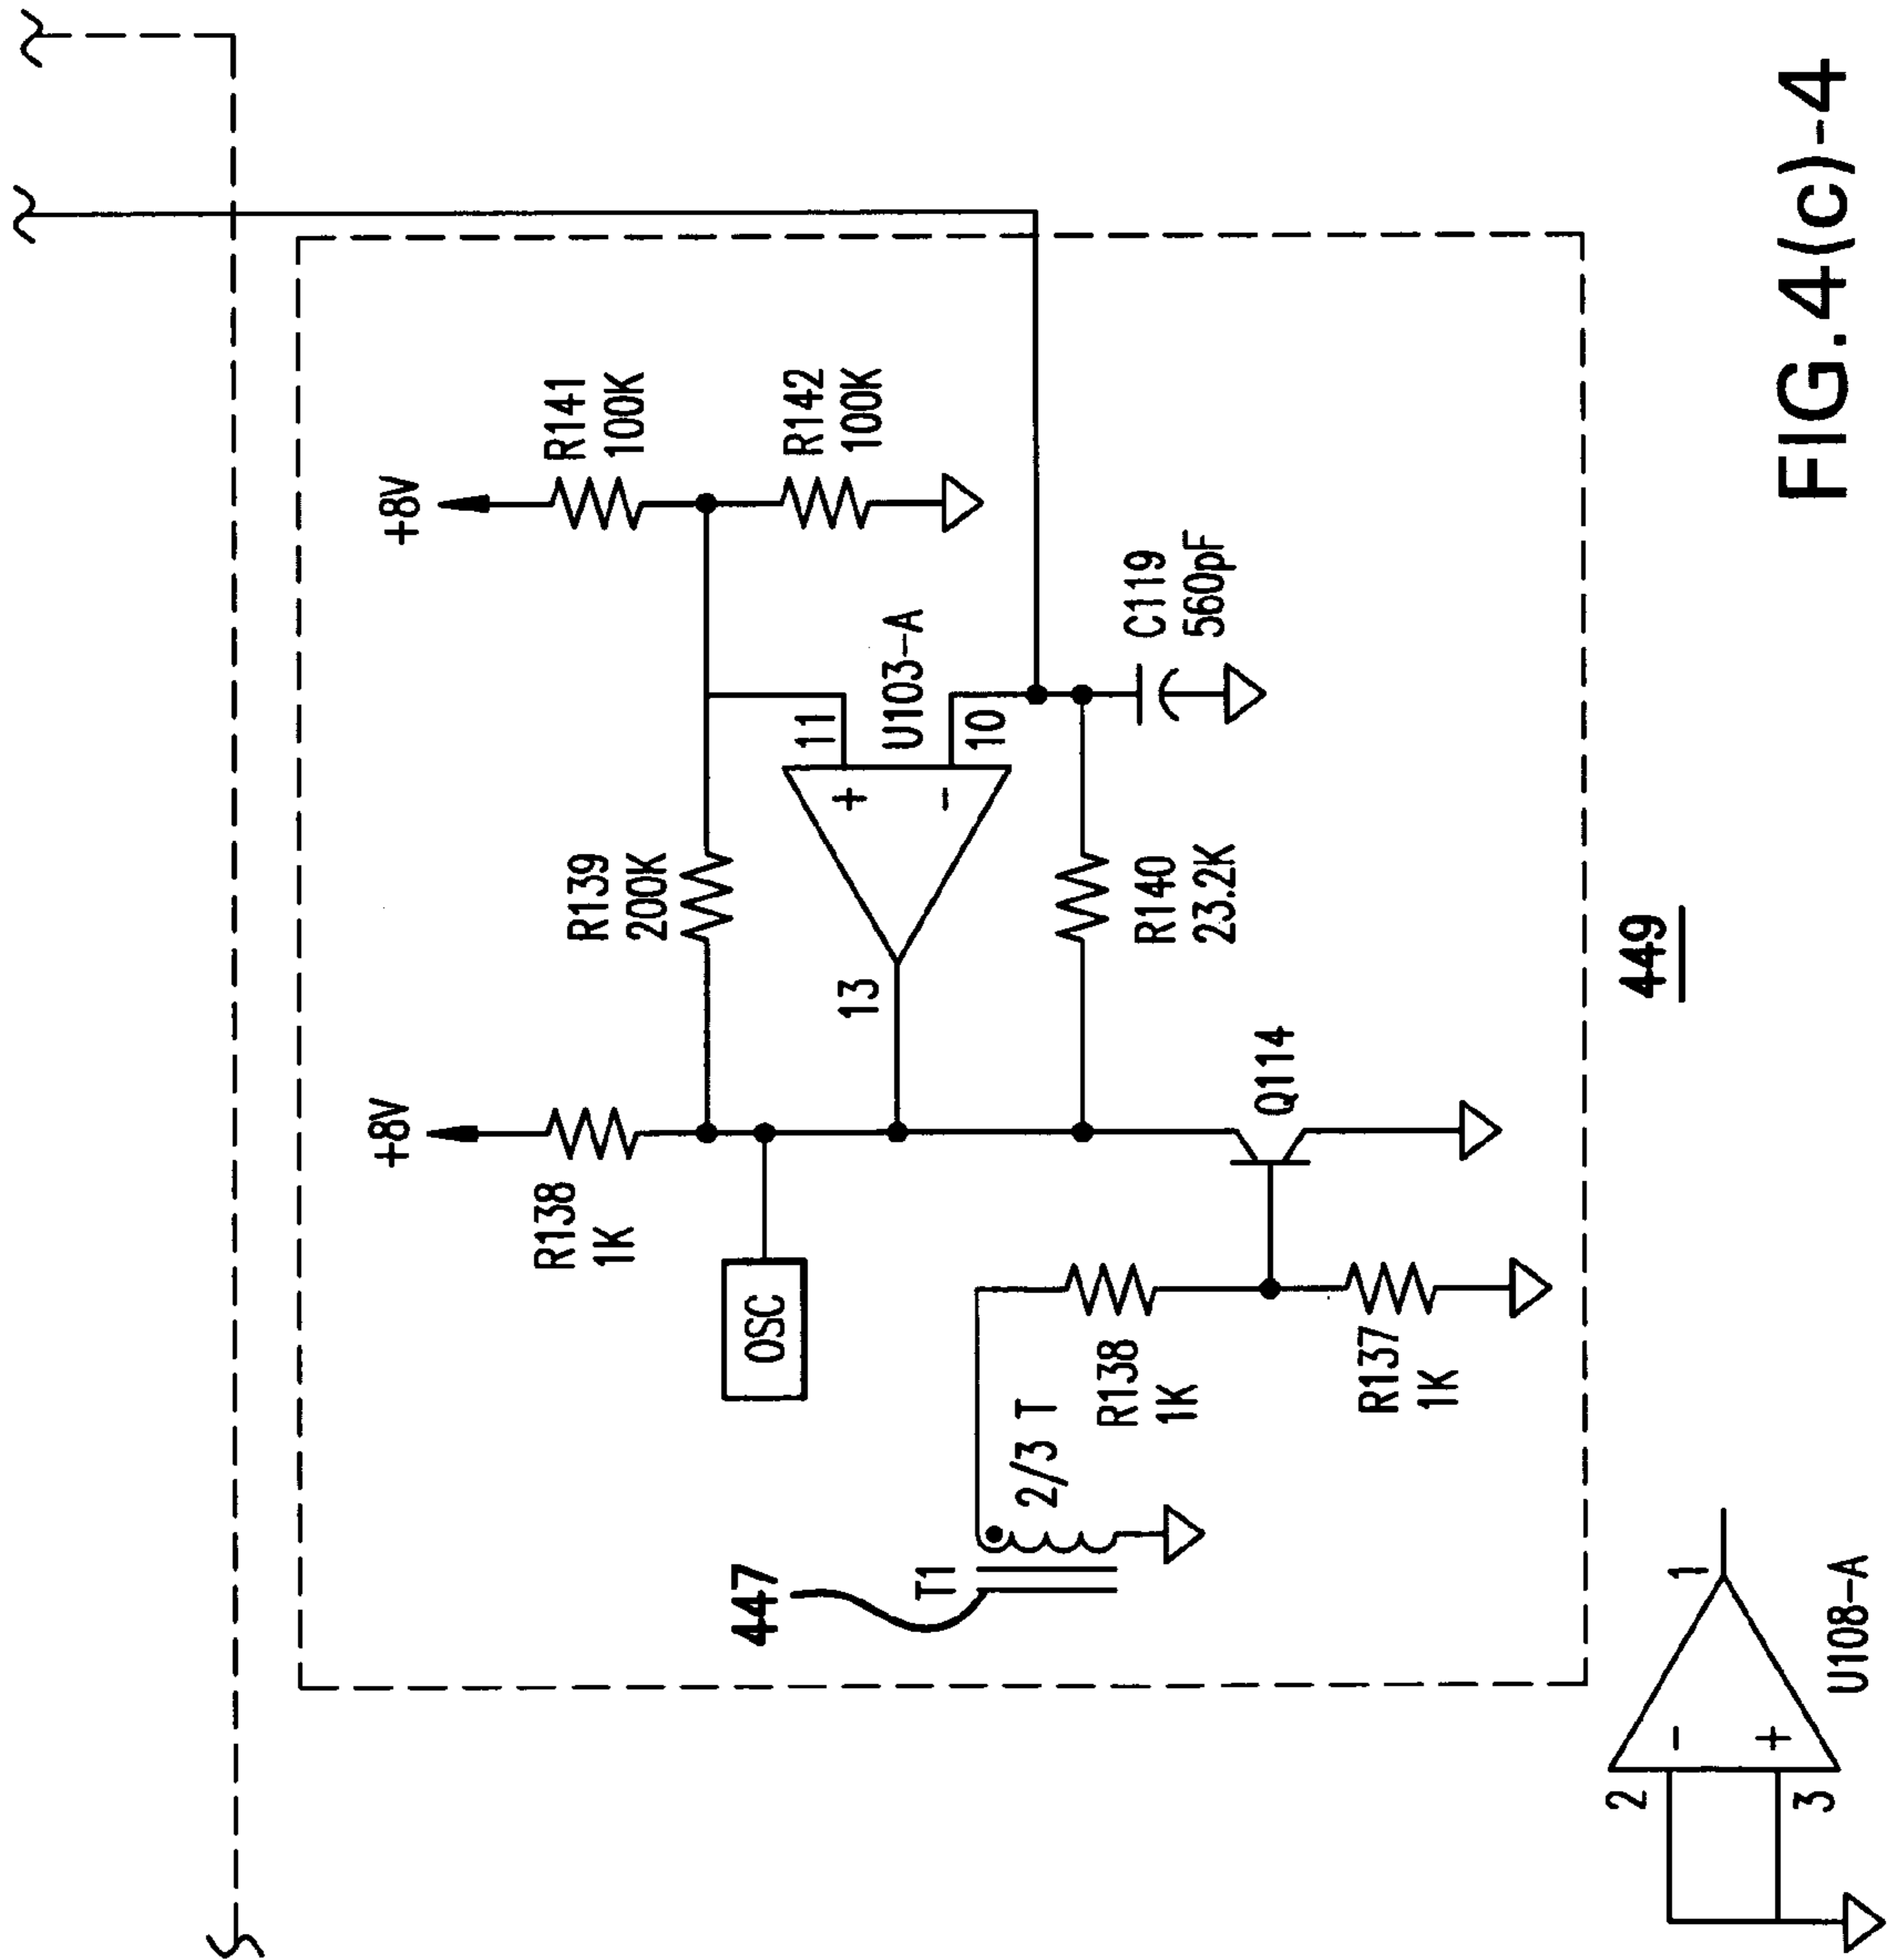 +8V
R138
1K
OSC
R139
200K
+8V
R141
100K
R142
100K
13
11
+
U103-A
-
10
C119
560pF
R140
23.2K
447
T1
2/3 T
R138
1K
R137
1K
Q114
2
-
+
3
1
U108-A
449
FIG.4(c)-4